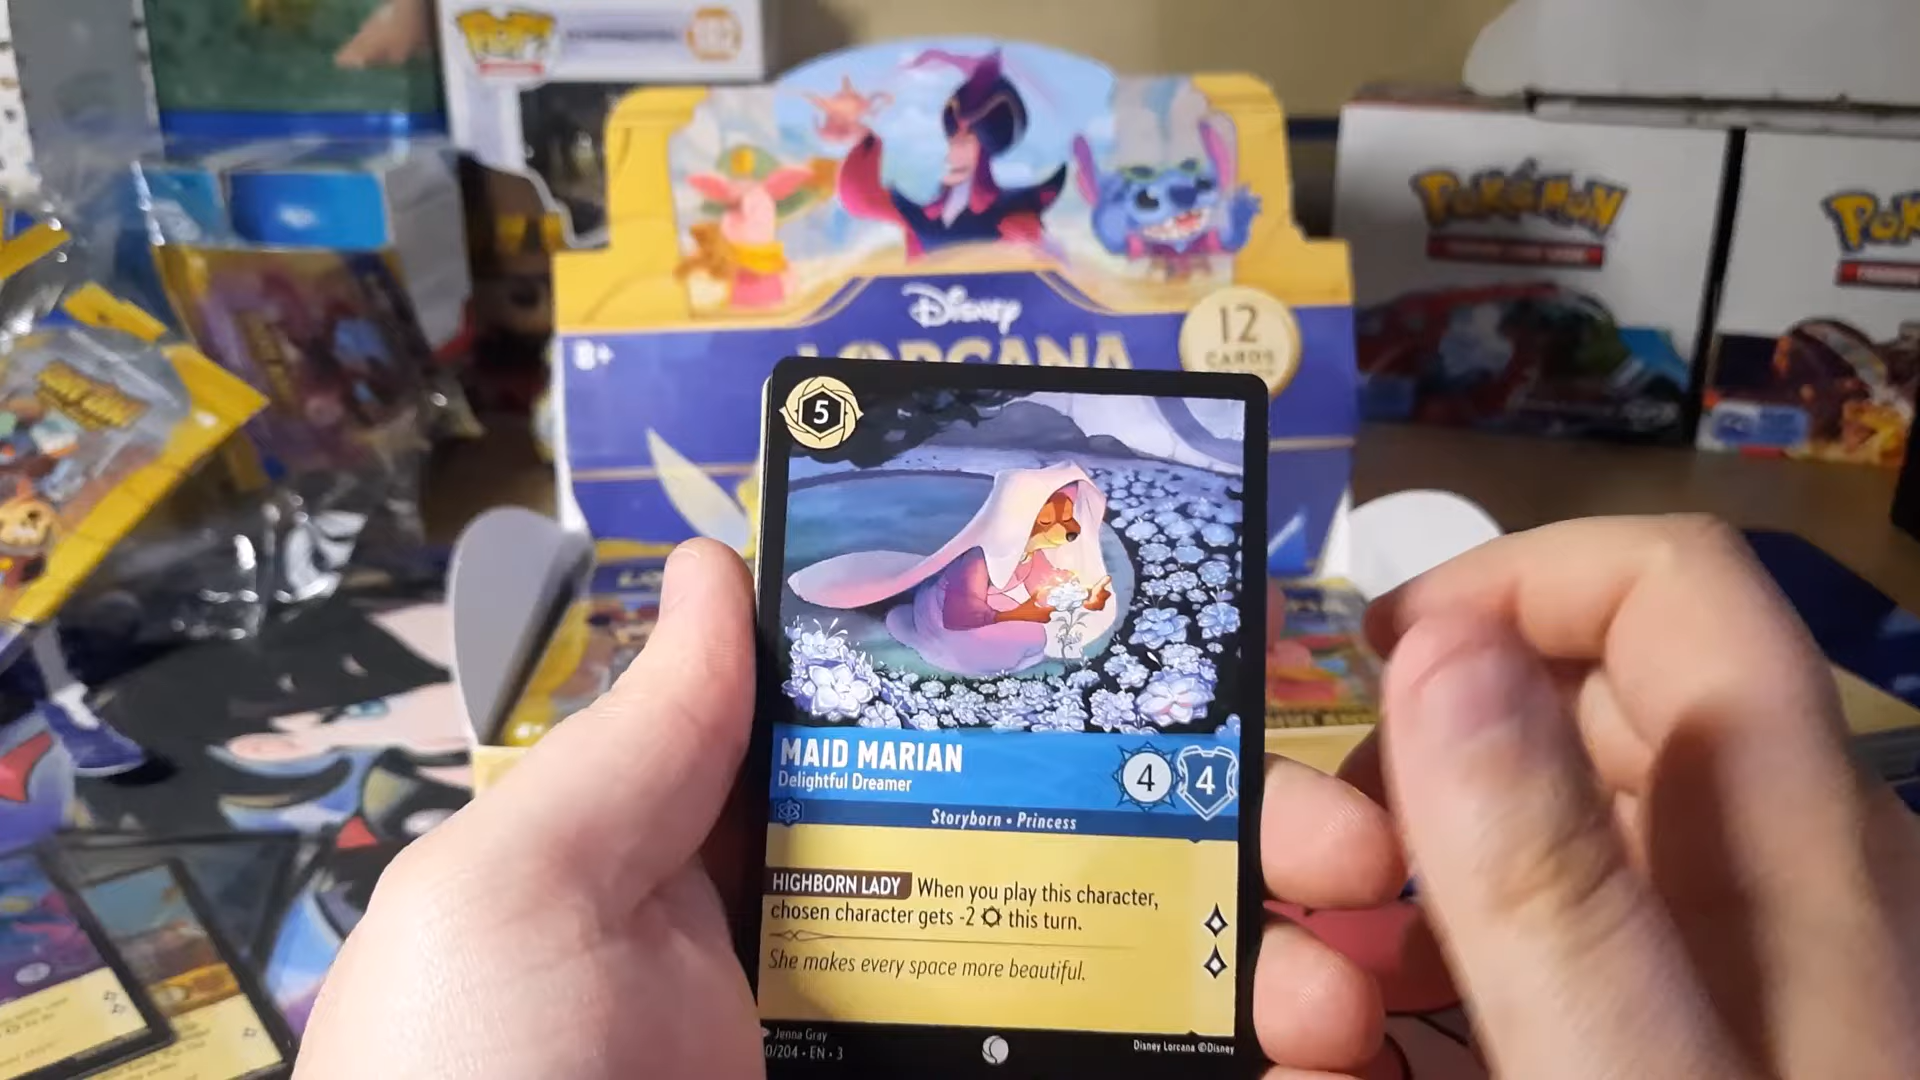 POP!
Disney
LORCANA
8+
12
CARDS
POKÉMON
5
MAID MARIAN
Delightful Dreamer
4
4
Storyborn • Princess
HIGHBORN LADY When you play this character,
chosen character gets -2 this turn.
She makes every space more beautiful.
Jenna Gray
0/204 • EN • 3
Disney Lorcana ©Disney